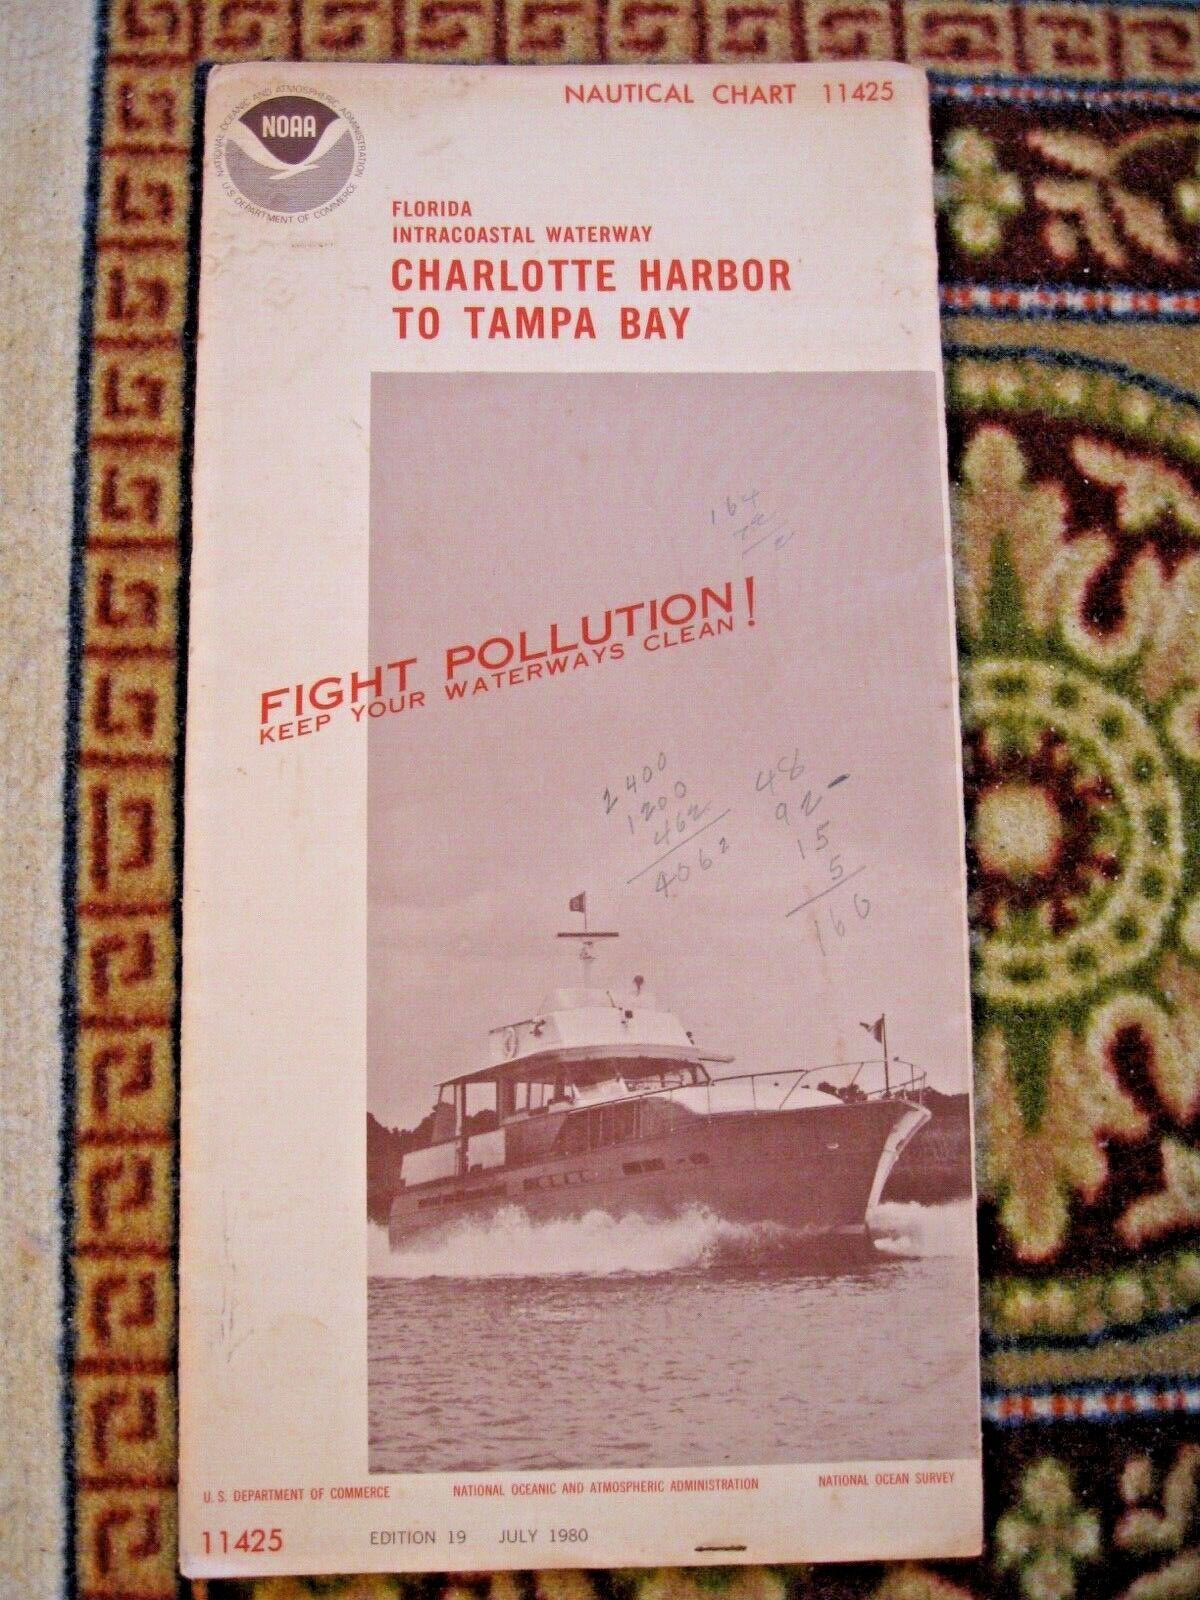 NAUTICAL CHART 11425
NATIONAL OCEANIC AND ATMOSPHERIC ADMINISTRATION
NOAA
U.S. DEPARTMENT OF COMMERCE
FLORIDA
INTRACOASTAL WATERWAY
CHARLOTTE HARBOR
TO TAMPA BAY
164
FIGHT POLLUTION!
KEEP YOUR WATERWAYS CLEAN!
2400
1200
462
4062
48
92
15
5
160
U. S. DEPARTMENT OF COMMERCE NATIONAL OCEANIC AND ATMOSPHERIC ADMINISTRATION NATIONAL OCEAN SURVEY
11425 EDITION 19 JULY 1980